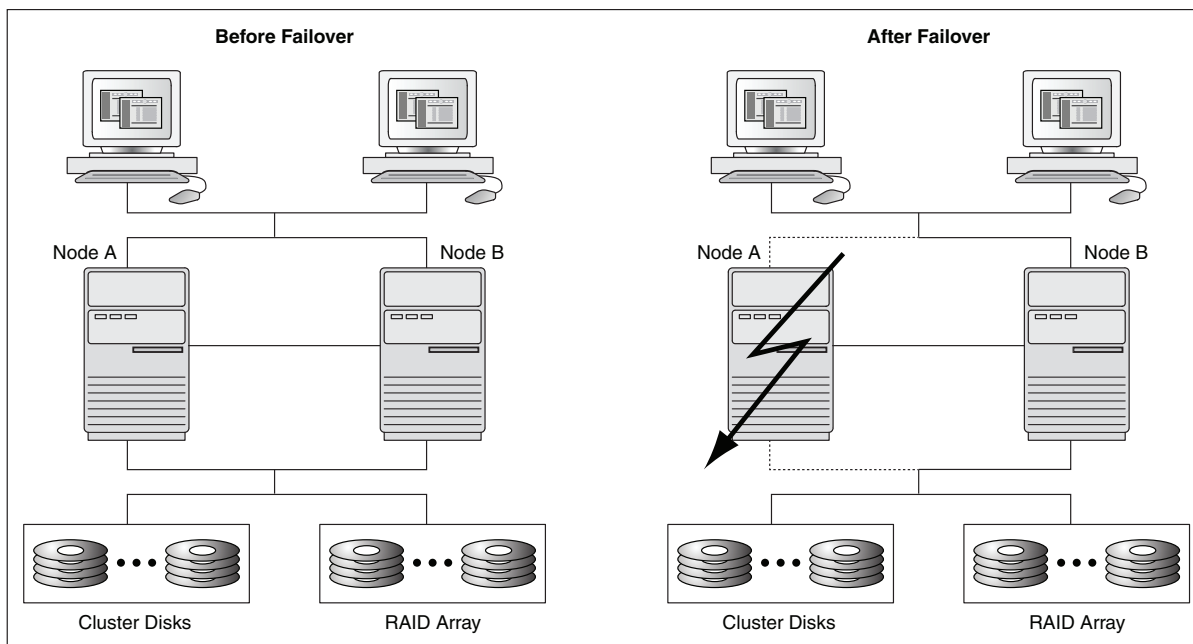 Before Failover
After Failover
Node A
Node B
Node A
Node B
Cluster Disks
RAID Array
Cluster Disks
RAID Array